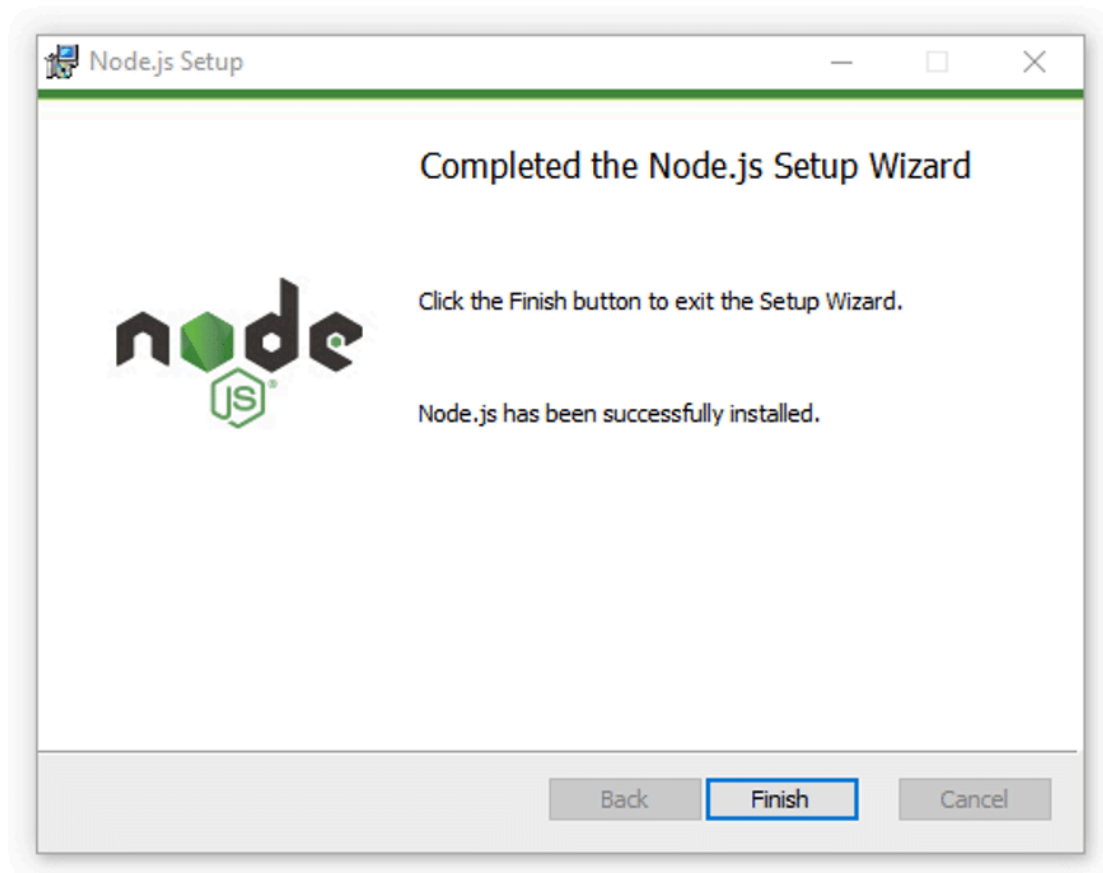 Node.js Setup
Completed the Node.js Setup Wizard
Click the Finish button to exit the Setup Wizard.
node
JS®
Node.js has been successfully installed.
Back Finish Cancel